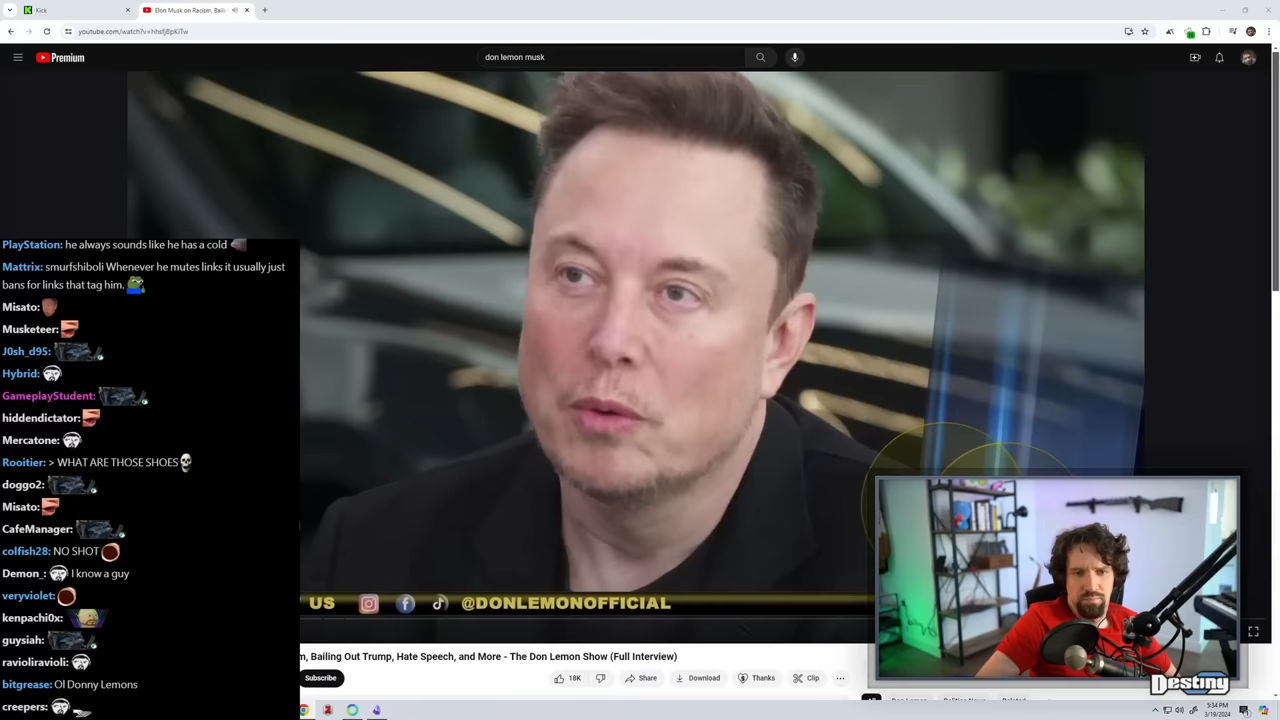 Kick
Elon Musk on Racism, Baili
youtube.com/watch?v=hhsfjBpKiTw
Premium
don lemon musk
PlayStation: he always sounds like he has a cold
Mattrix: smurfshiboli Whenever he mutes links it usually just
bans for links that tag him.
Misato:
Musketeer:
J0sh_d95:
Hybrid:
GameplayStudent:
hiddendictator:
Mercatone:
Rooitier: > WHAT ARE THOSE SHOES
doggo2:
Misato:
CafeManager:
colfish28: NO SHOT
Demon_: I know a guy
veryviolet:
kenpachi0x:
guysiah:
ravioliravioli:
bitgrease: Ol Donny Lemons
creepers:
US @DONLEMONOFFICIAL
m, Bailing Out Trump, Hate Speech, and More - The Don Lemon Show (Full Interview)
Subscribe
18K
Share
Download
Thanks
Clip
Destiny
5:34 PM
3/19/2024